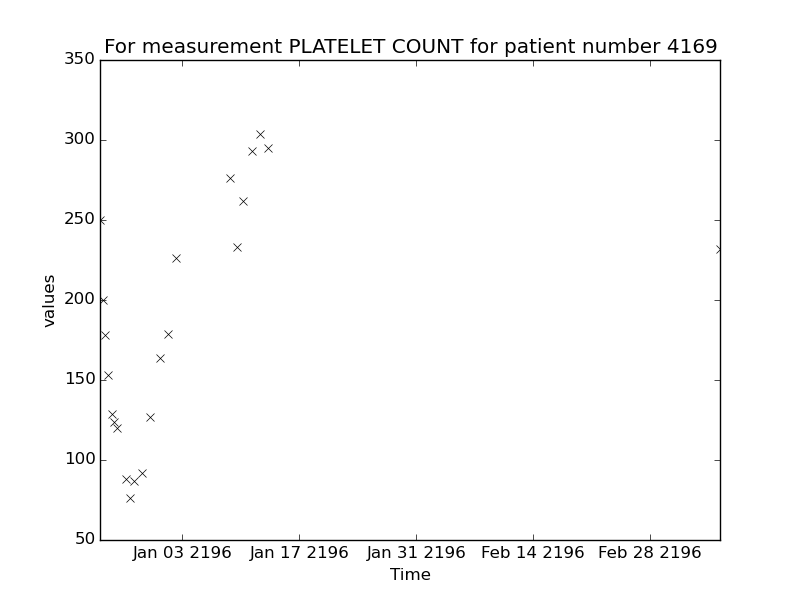 For measurement PLATELET COUNT for patient number 4169
350
300
250
200
150
100
50
values
Jan 03 2196 Jan 17 2196 Jan 31 2196 Feb 14 2196 Feb 28 2196
Time